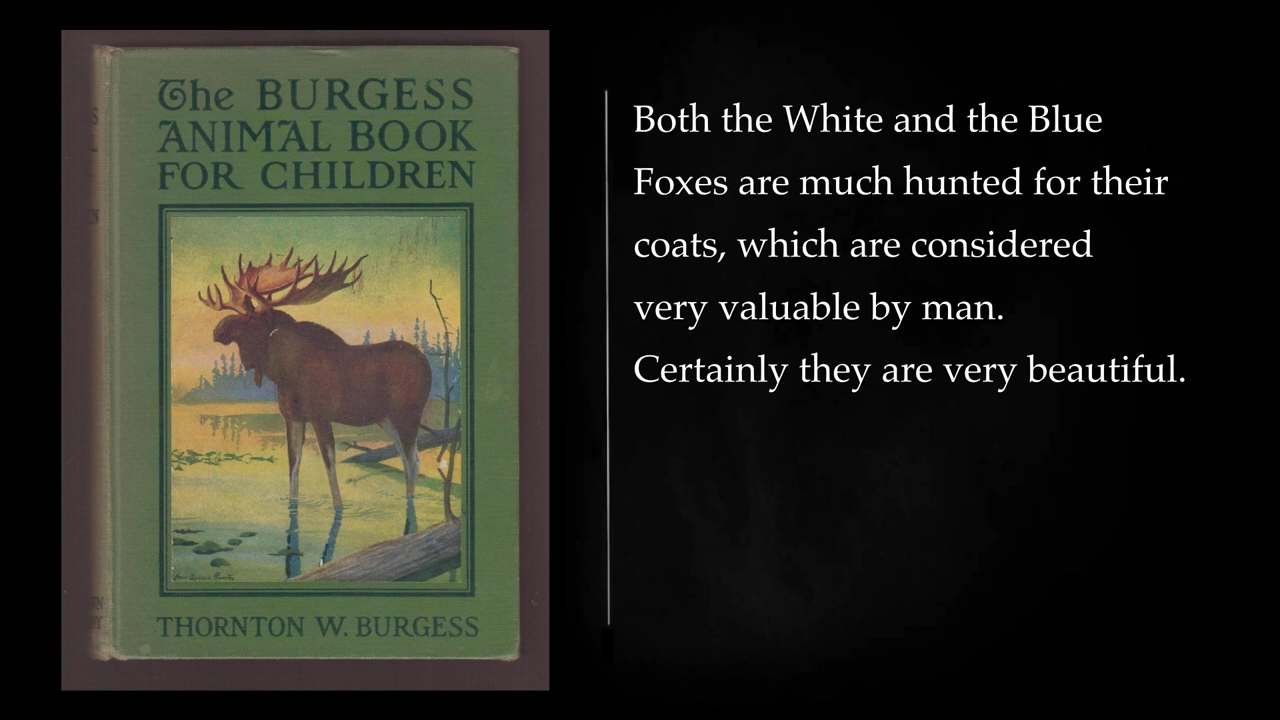 The BURGESS
ANIMAL BOOK
FOR CHILDREN
THORNTON W. BURGESS
Both the White and the Blue
Foxes are much hunted for their
coats, which are considered
very valuable by man.
Certainly they are very beautiful.